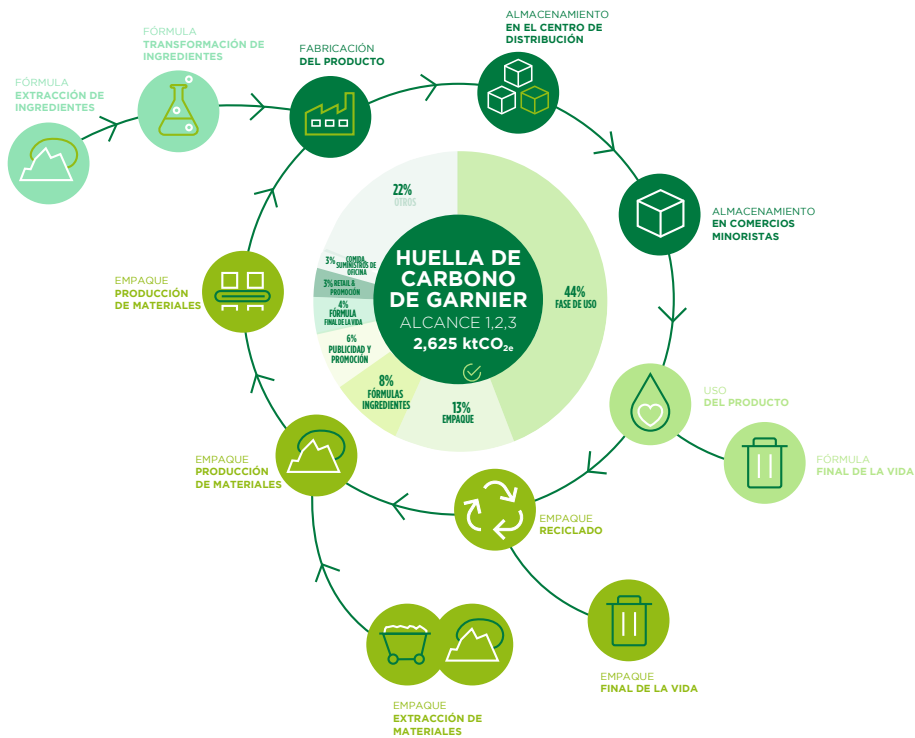 ALMACENAMIENTO
EN EL CENTRO DE
DISTRIBUCIÓN
FÓRMULA
TRANSFORMACIÓN DE
INGREDIENTES
FABRICACIÓN
DEL PRODUCTO
FÓRMULA
EXTRACCIÓN DE
INGREDIENTES
ALMACENAMIENTO
EN COMERCIOS
MINORISTAS
22%
OTROS
3% COMIDA,
SUMINISTROS DE
OFICINA
3% RETAIL &
PROMOCIÓN
4%
FÓRMULA
FINAL DE LA VIDA
6%
PUBLICIDAD Y
PROMOCIÓN
8%
FÓRMULAS
INGREDIENTES
13%
EMPAQUE
44%
FASE DE USO
HUELLA DE
CARBONO
DE GARNIER
ALCANCE 1,2,3
2,625 ktCO2e
EMPAQUE
PRODUCCIÓN
DE MATERIALES
USO
DEL PRODUCTO
EMPAQUE
PRODUCCIÓN
DE MATERIALES
FÓRMULA
FINAL DE LA VIDA
EMPAQUE
RECICLADO
EMPAQUE
FINAL DE LA VIDA
EMPAQUE
EXTRACCIÓN DE
MATERIALES